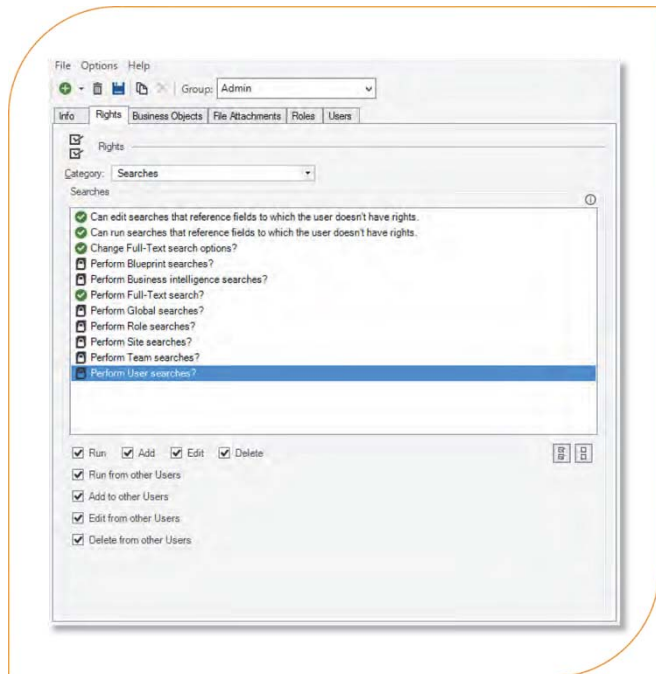 File Options Help
Group: Admin
Info Rights Business Objects File Attachments Roles Users
Rights
Category: Searches
Searches
Can edit searches that reference fields to which the user doesn't have rights.
Can run searches that reference fields to which the user doesn't have rights.
Change Full-Text search options?
Perform Blueprint searches?
Perform Business intelligence searches?
Perform Full-Text search?
Perform Global searches?
Perform Role searches?
Perform Site searches?
Perform Team searches?
Perform User searches?
Run Add Edit Delete
Run from other Users
Add to other Users
Edit from other Users
Delete from other Users